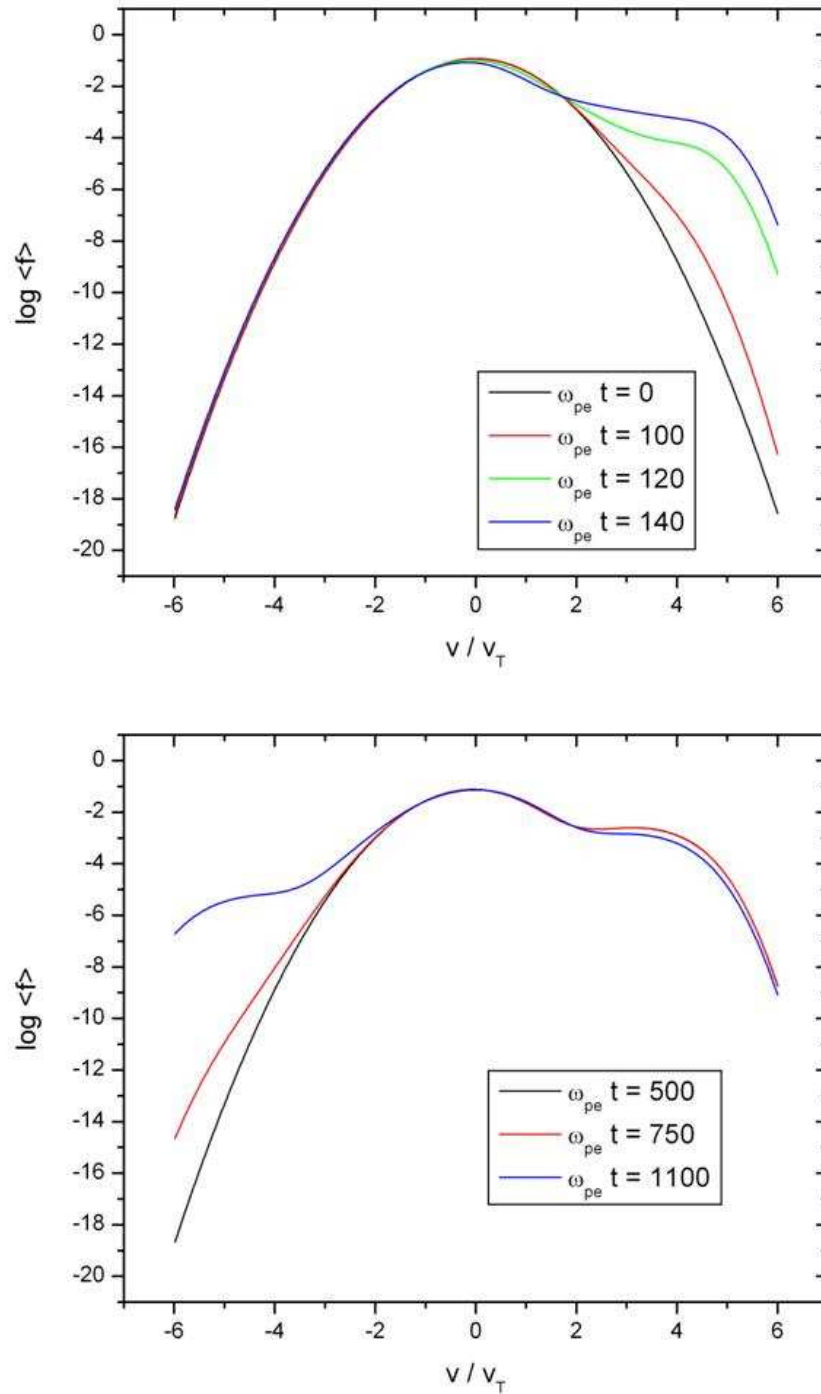 0
-2
-4
-6
-8
-10
-12
-14
-16
-18
-20
log <f>
ω_pe t = 0
ω_pe t = 100
ω_pe t = 120
ω_pe t = 140
-6 -4 -2 0 2 4 6
v / v_T
0
-2
-4
-6
-8
-10
-12
-14
-16
-18
-20
log <f>
ω_pe t = 500
ω_pe t = 750
ω_pe t = 1100
-6 -4 -2 0 2 4 6
v / v_T